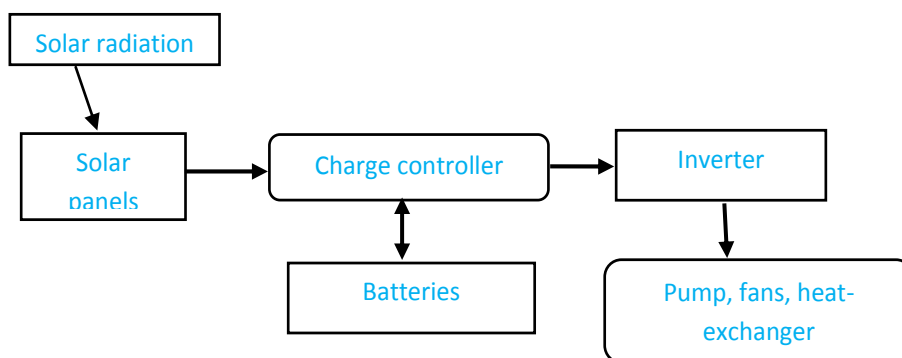 Solar radiation
Solar
panels
Charge controller
Inverter
Batteries
Pump, fans, heat-
exchanger